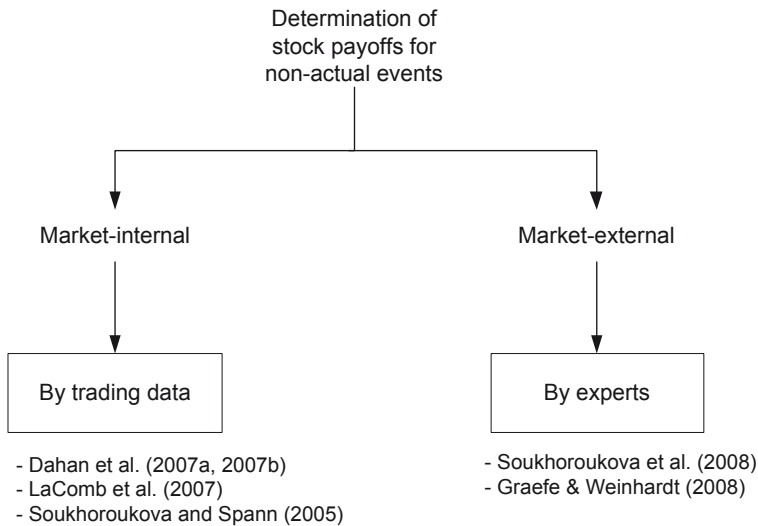 Determination of
stock payoffs for
non-actual events
Market-internal
Market-external
By trading data
By experts
- Dahan et al. (2007a, 2007b)
- LaComb et al. (2007)
- Soukhoroukova and Spann (2005)
- Soukhoroukova et al. (2008)
- Graefe & Weinhardt (2008)